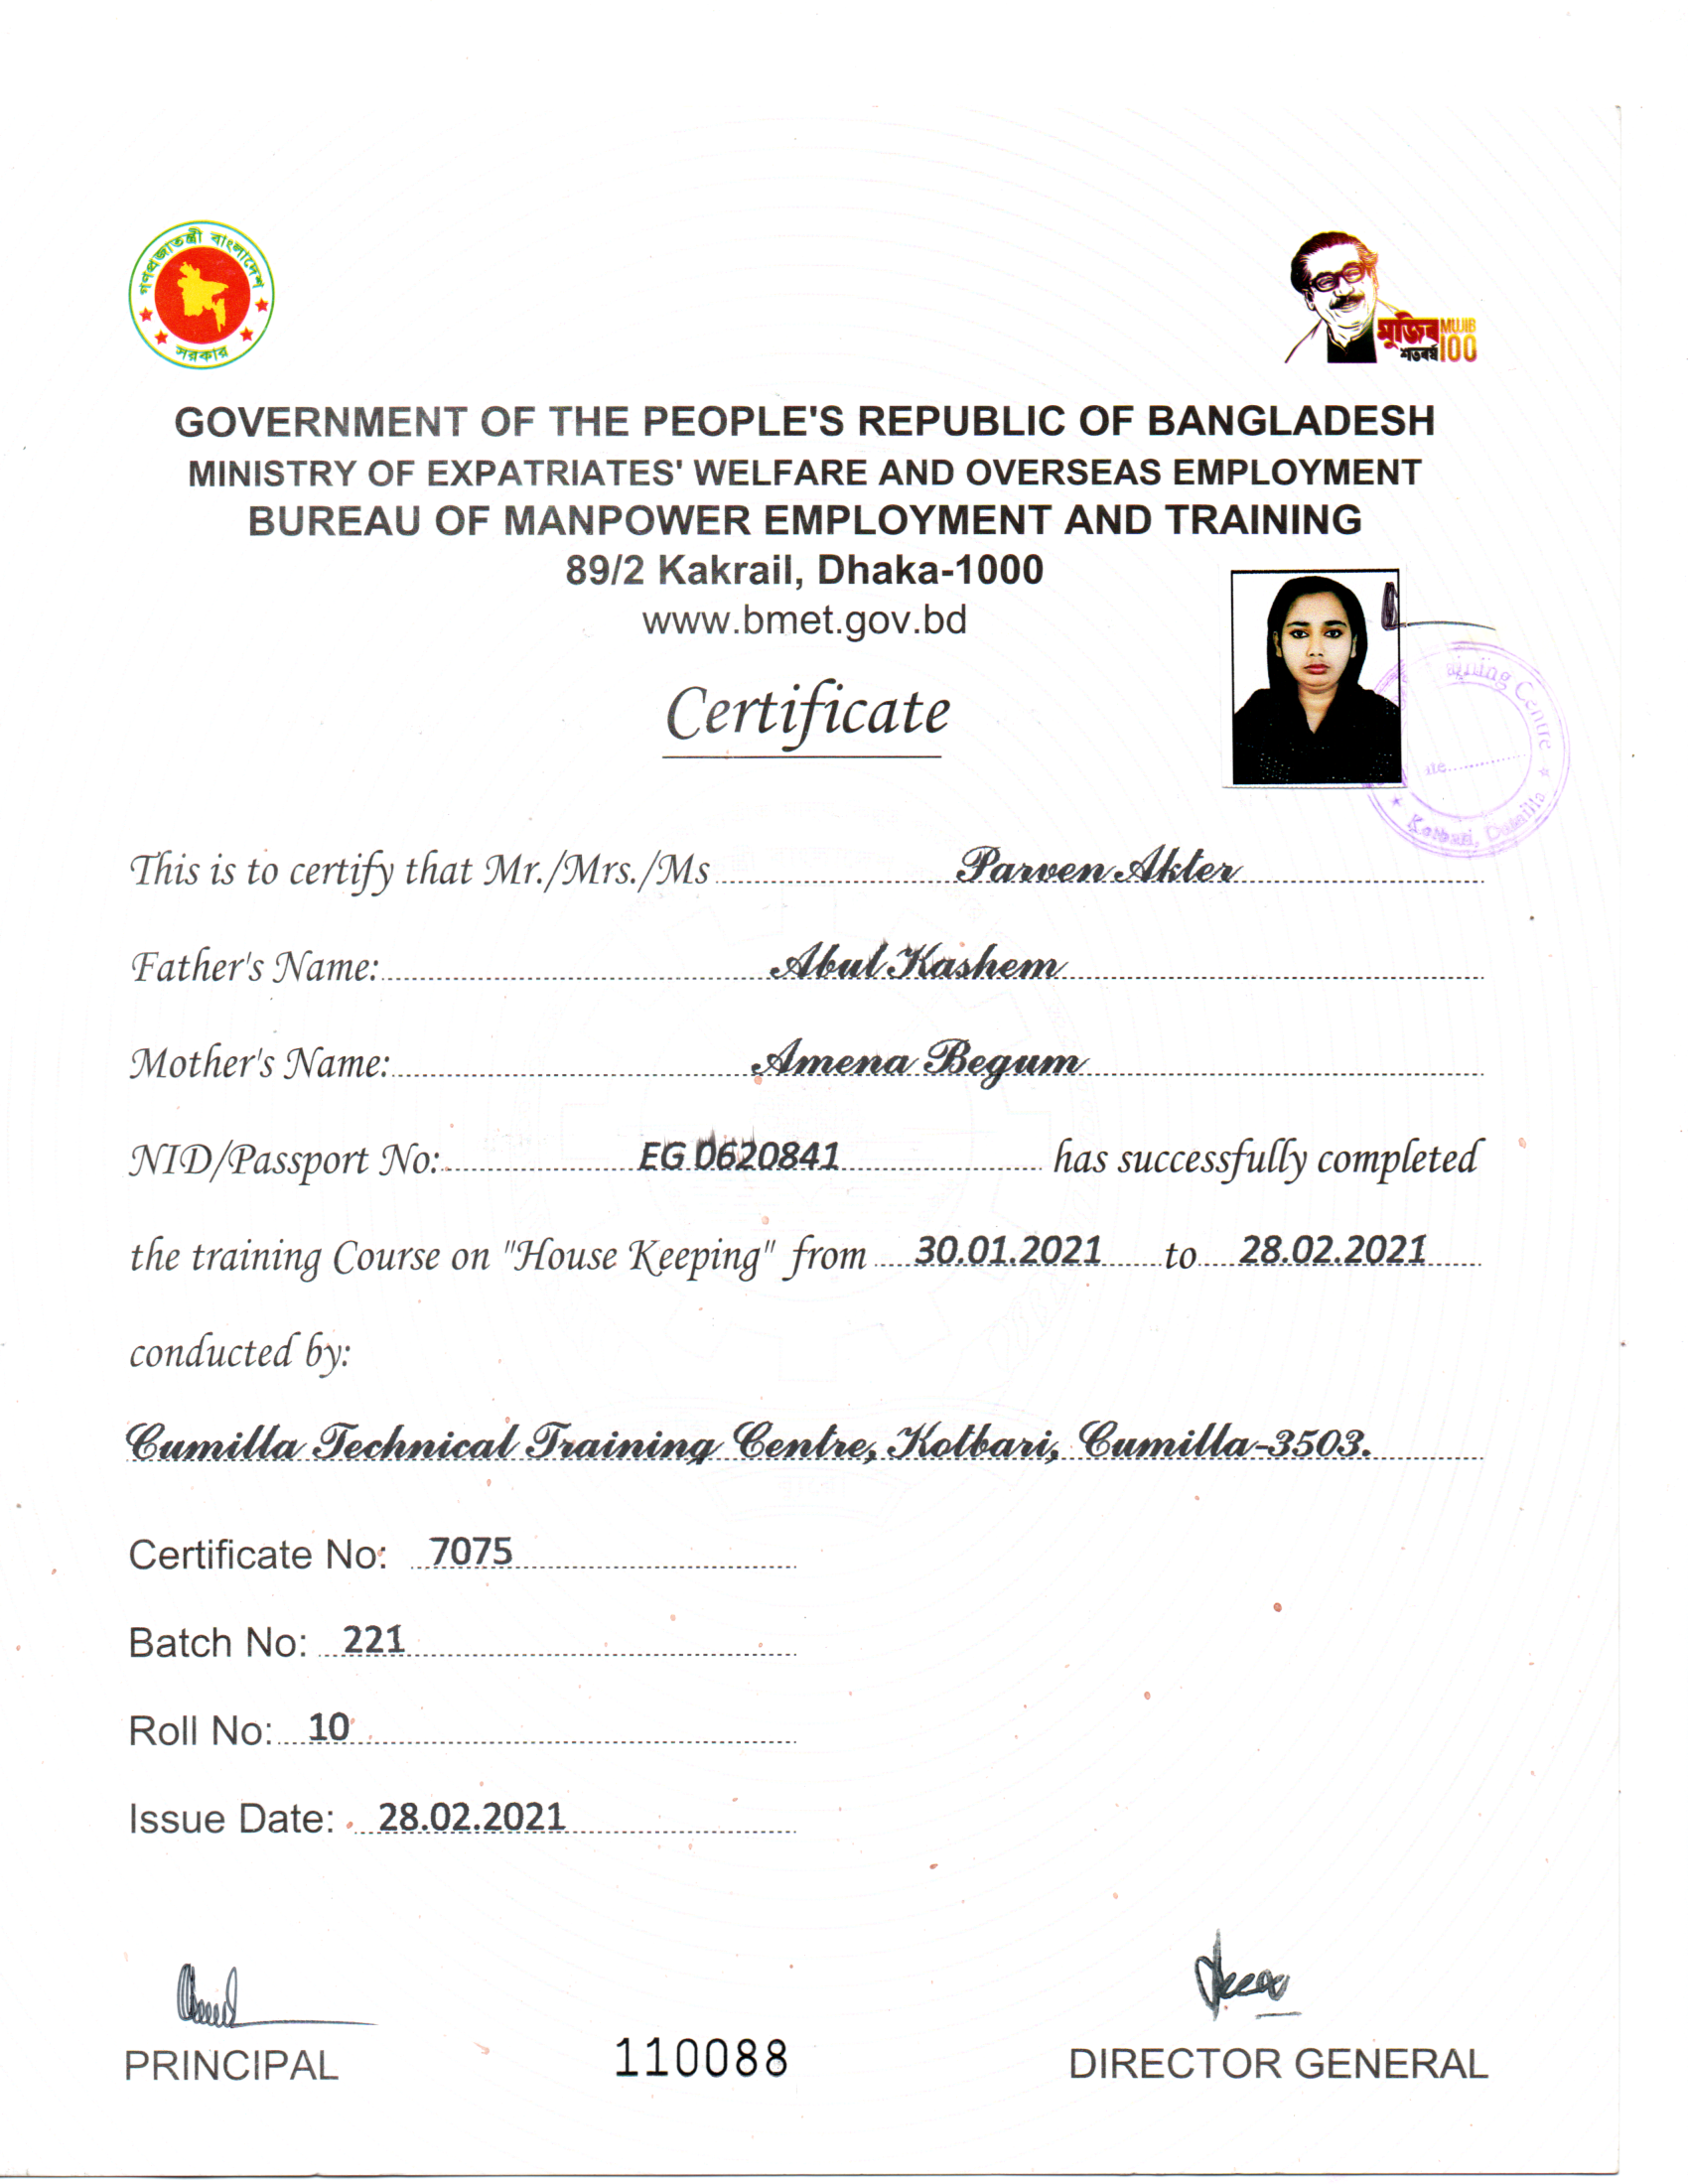 গণপ্রজাতন্ত্রী বাংলাদেশ
সরকার
মুজিব MUJIB
শতবর্ষ 100
GOVERNMENT OF THE PEOPLE'S REPUBLIC OF BANGLADESH
MINISTRY OF EXPATRIATES' WELFARE AND OVERSEAS EMPLOYMENT
BUREAU OF MANPOWER EMPLOYMENT AND TRAINING
89/2 Kakrail, Dhaka-1000
www.bmet.gov.bd
Certificate
Centre
Kotbari,
This is to certify that Mr./Mrs./Ms Parven Akter
Father's Name: Abul Kashem
Mother's Name: Amena Begum
NID/Passport No: EG 0620841 has successfully completed
the training Course on "House Keeping" from 30.01.2021 to 28.02.2021
conducted by:
Cumilla Technical Training Centre, Kotbari, Cumilla-3503.
Certificate No: 7075
Batch No: 221
Roll No: 10
Issue Date: 28.02.2021
PRINCIPAL 110088 DIRECTOR GENERAL